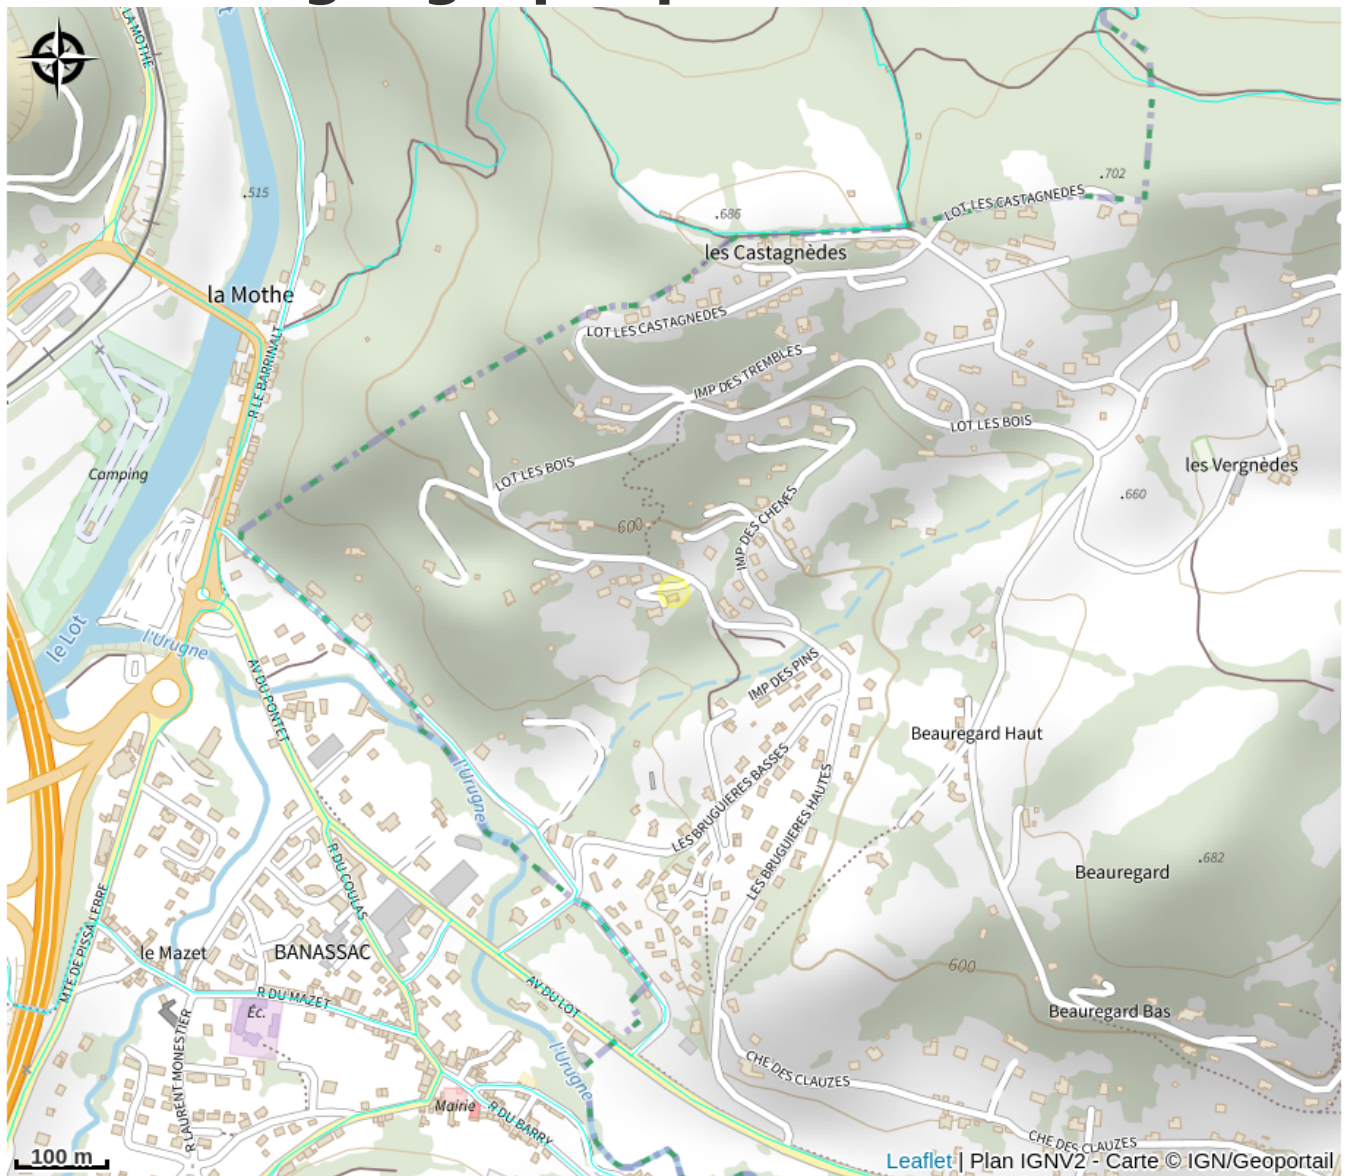 LA MOTHE
.515
.702
LOT LES CASTAGNEDES
.686
les Castagnèdes
la Mothe
LOT LES CASTAGNEDES
R LE BARRINALT
IMP DES TREMBLES
LOT LES BOIS
Camping
LOT LES BOIS
les Vergnèdes
.660
IMP DES CHENES
600
le Lot
l'Urugne
AV DU PONTET
IMP DES PINS
Beauregard Haut
l'Urugne
LES BRUGUIERES BASSES
LES BRUGUIERES HAUTES
R DU COULAS
.682
Beauregard
MTE DE PISSA LEBRE
le Mazet
BANASSAC
600
R DU MAZET
AV DU LOT
Éc.
Beauregard Bas
R LAURENT MONESTIER
l'Urugne
CHE DES CLAUZES
Mairie
R DU BARRY
CHE DES CLAUZES
100 m
Leaflet | Plan IGNV2 - Carte © IGN/Geoportail